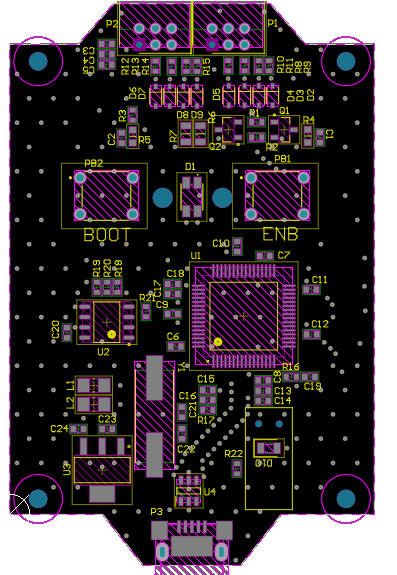 P2
P1
R12
R13
R14
R15
R10
R11
R8
R9
D6
D7
D8
D9
D5
D4
D3
D2
R3
R6
R1
Q1
R4
C2
R5
R7
Q2
R2
C1
PB2
D1
PB1
BOOT
ENB
C10
U1
C7
R19
R20
R18
C17
C18
C11
R21
C9
C20
C6
C12
U2
Y1
R16
C8
C19
L1
C15
C13
L2
C16
C21
C14
R17
C24
C23
C22
R22
D10
U3
U4
P3